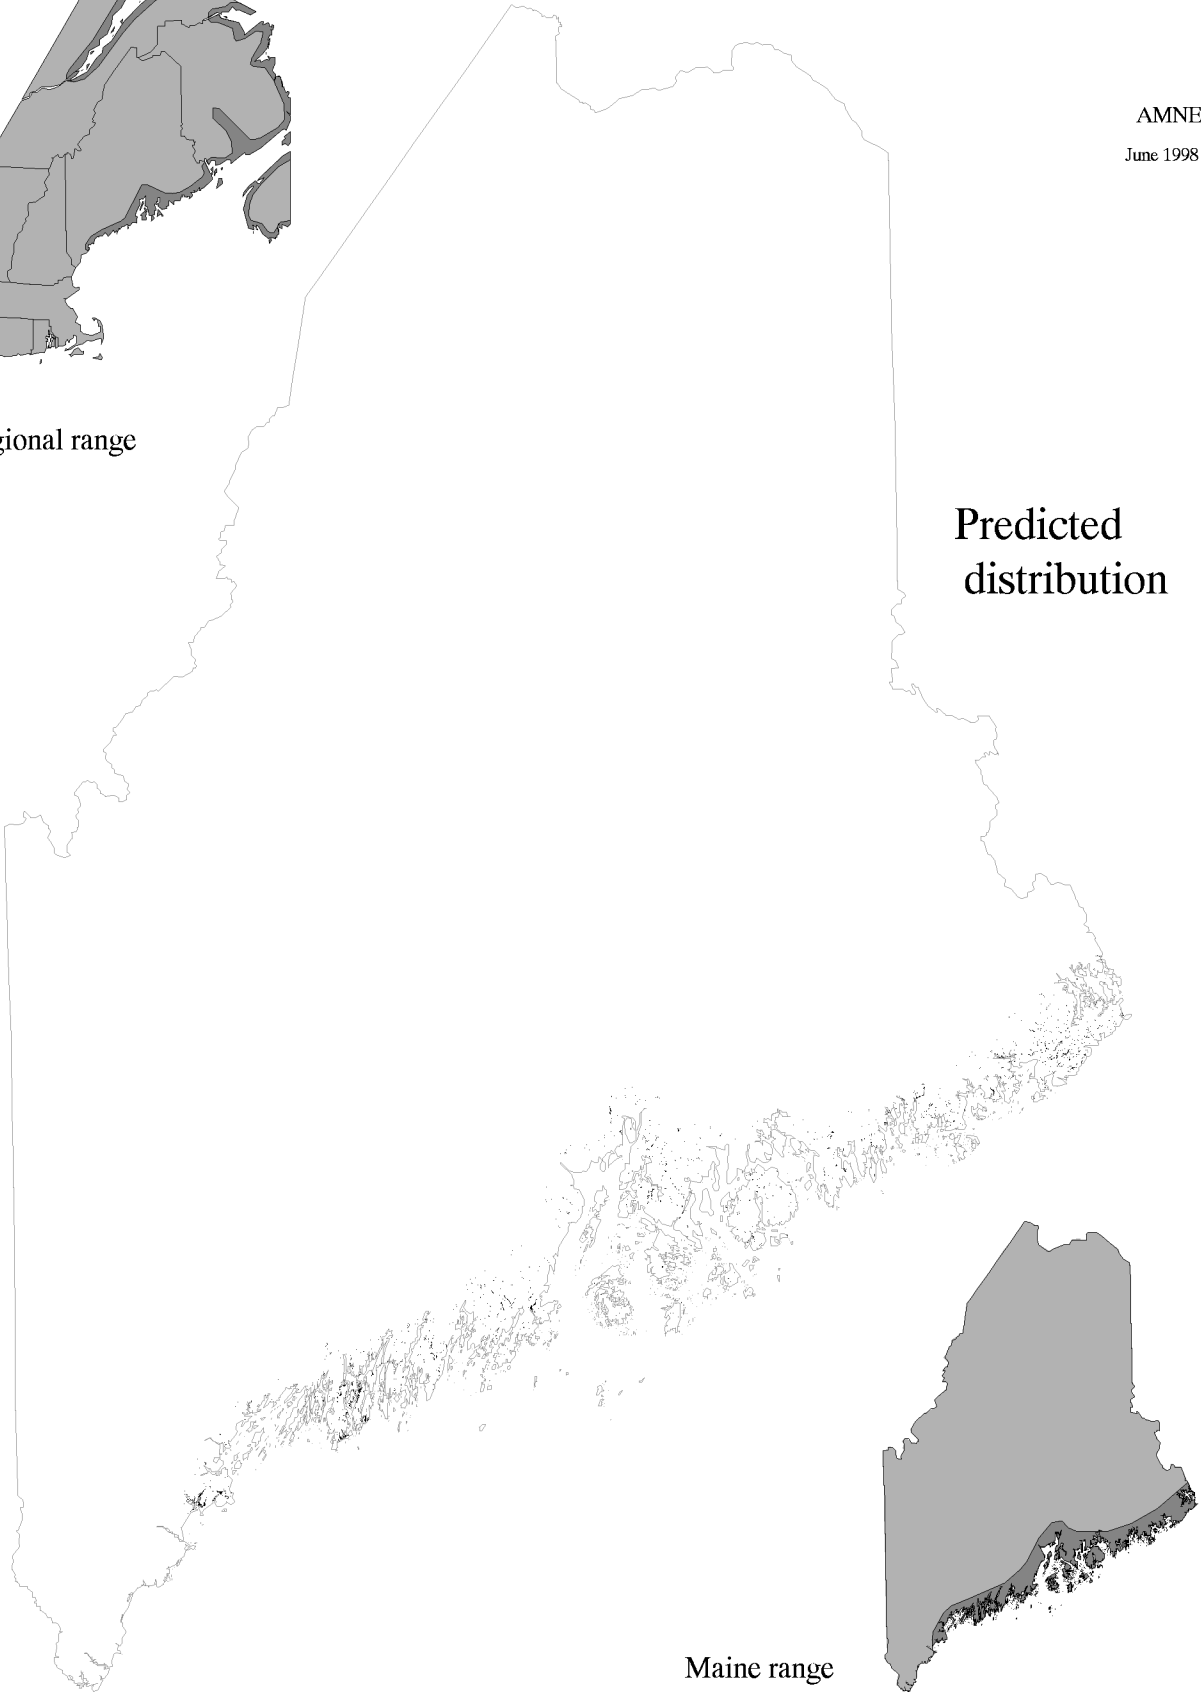 AMNE
June 1998
gional range
Predicted
distribution
Maine range